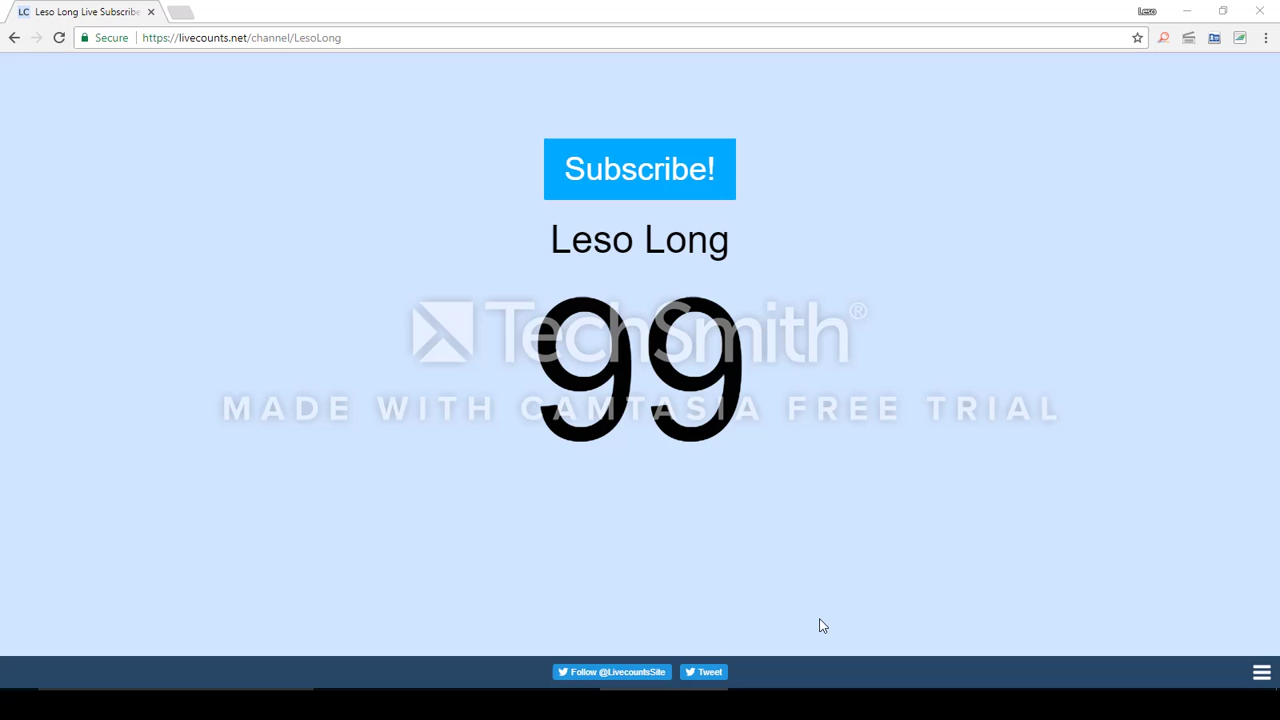 LC Leso Long Live Subscribe
Leso
Secure https://livecounts.net/channel/LesoLong
Subscribe!
Leso Long
99
TechSmith®
MADE WITH CAMTASIA FREE TRIAL
Follow @LivecountsSite Tweet